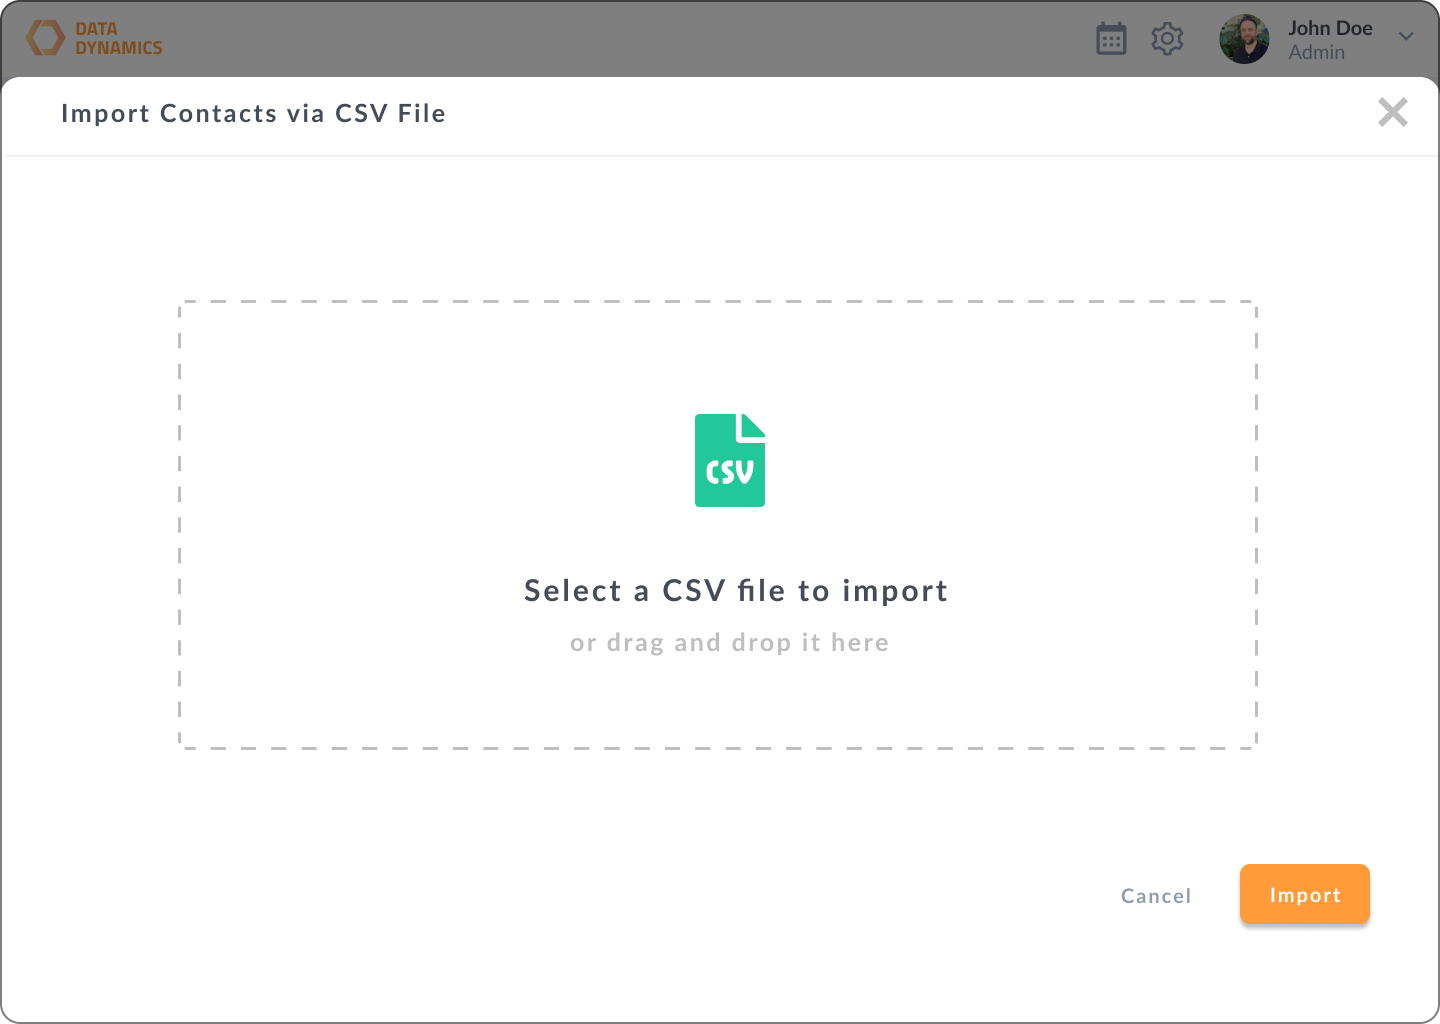 DATA
DYNAMICS
John Doe
Admin
Import Contacts via CSV File
CSV
Select a CSV file to import
or drag and drop it here
Cancel
Import